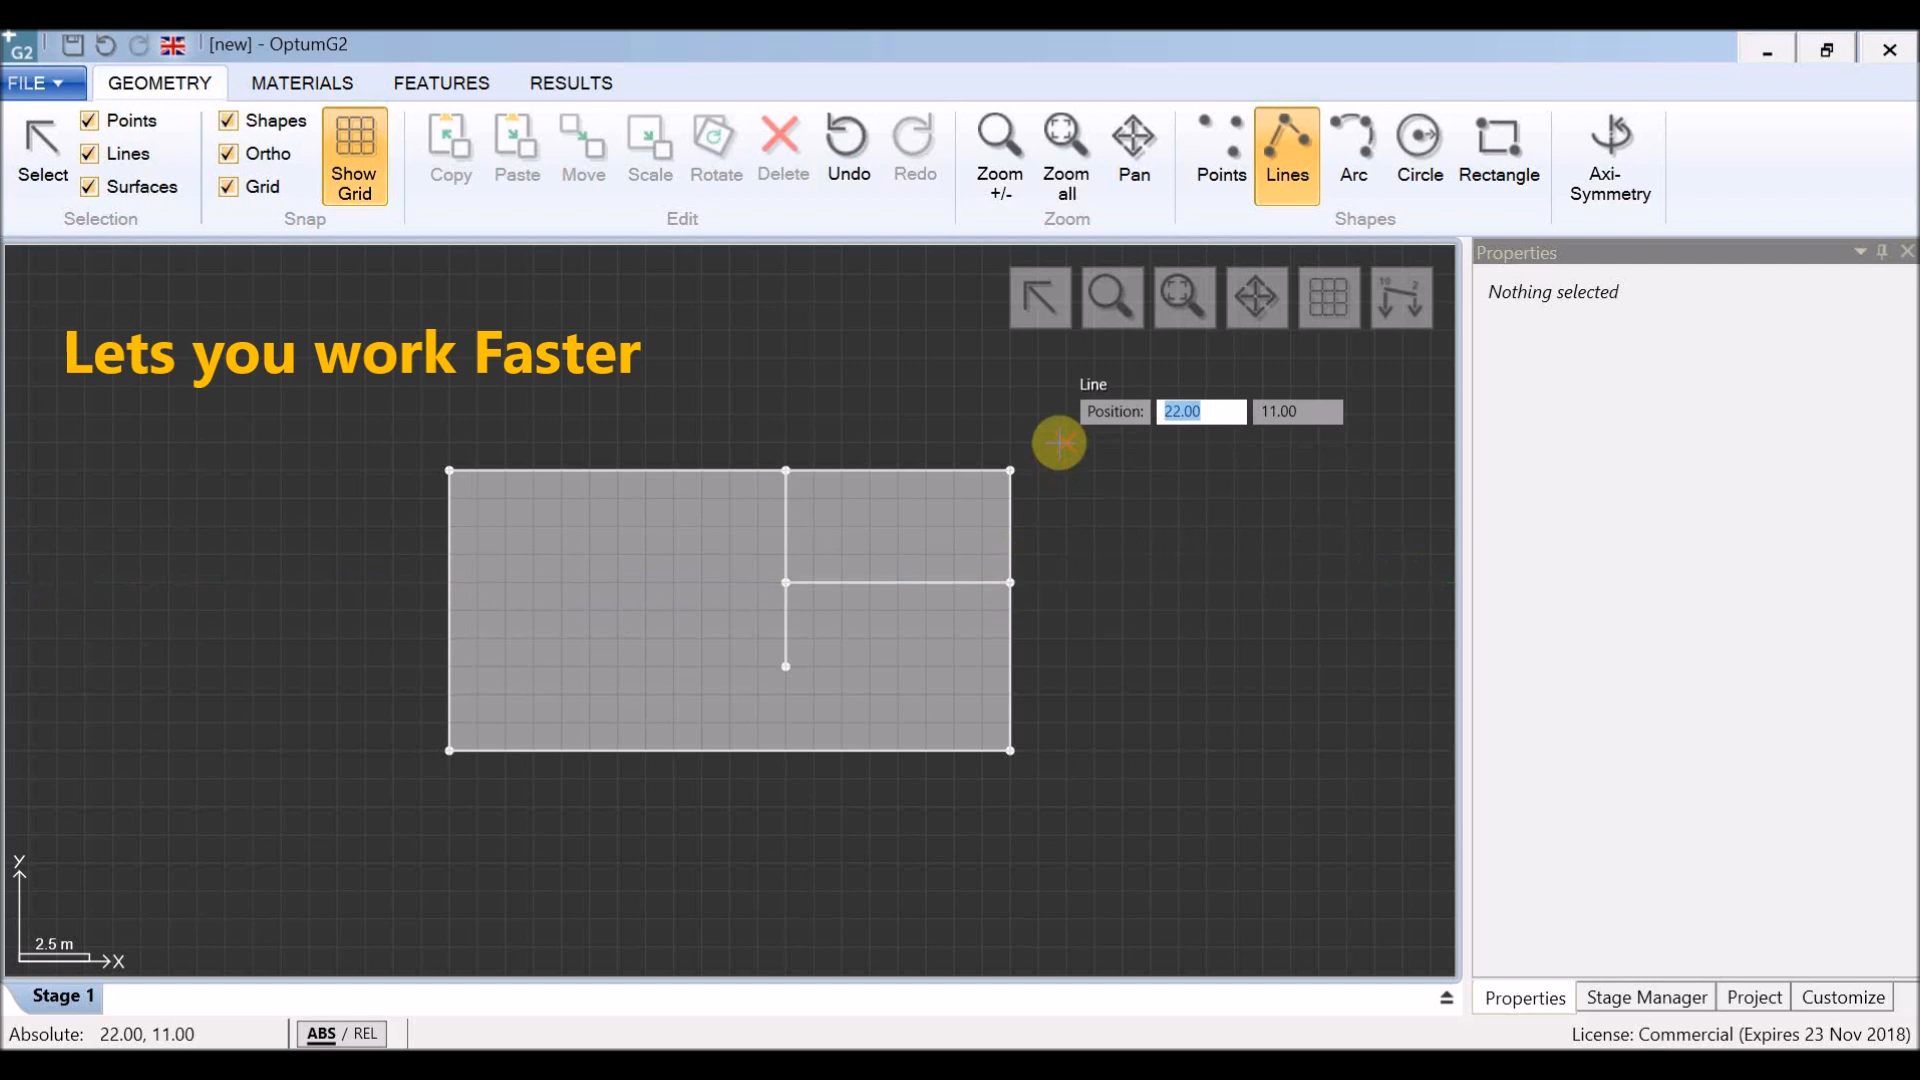 G2 [new] - OptumG2
FILE GEOMETRY MATERIALS FEATURES RESULTS
Select
Points
Lines
Surfaces
Selection
Shapes
Ortho
Grid
Show
Grid
Snap
Copy Paste Move Scale Rotate Delete Undo Redo
Edit
Zoom
+/-
Zoom
all
Pan
Zoom
Points Lines Arc Circle Rectangle
Shapes
Axi-
Symmetry
Properties
Nothing selected
10 2
Lets you work Faster
Line
Position: 22.00 11.00
Y
2.5 m
X
Stage 1
Properties Stage Manager Project Customize
Absolute: 22.00, 11.00 ABS / REL
License: Commercial (Expires 23 Nov 2018)